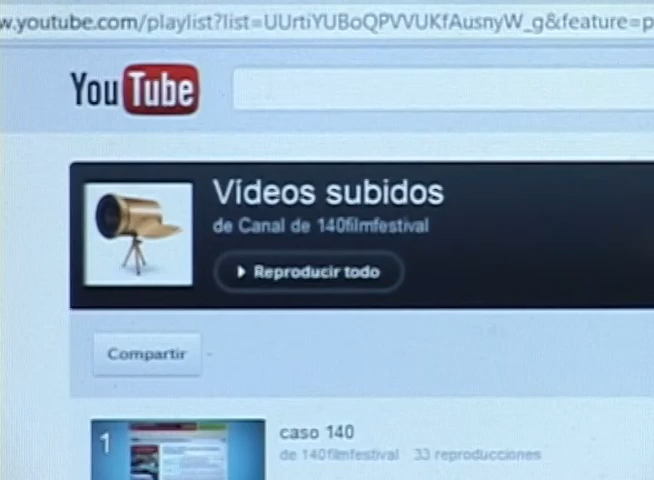 w.youtube.com/playlist?list=UUrtiYUBoQPVVUKfAusnyW_g&feature=p
YouTube
Vídeos subidos
de Canal de 140filmfestival
Reproducir todo
Compartir
1
caso 140
de 140filmfestival 33 reproducciones